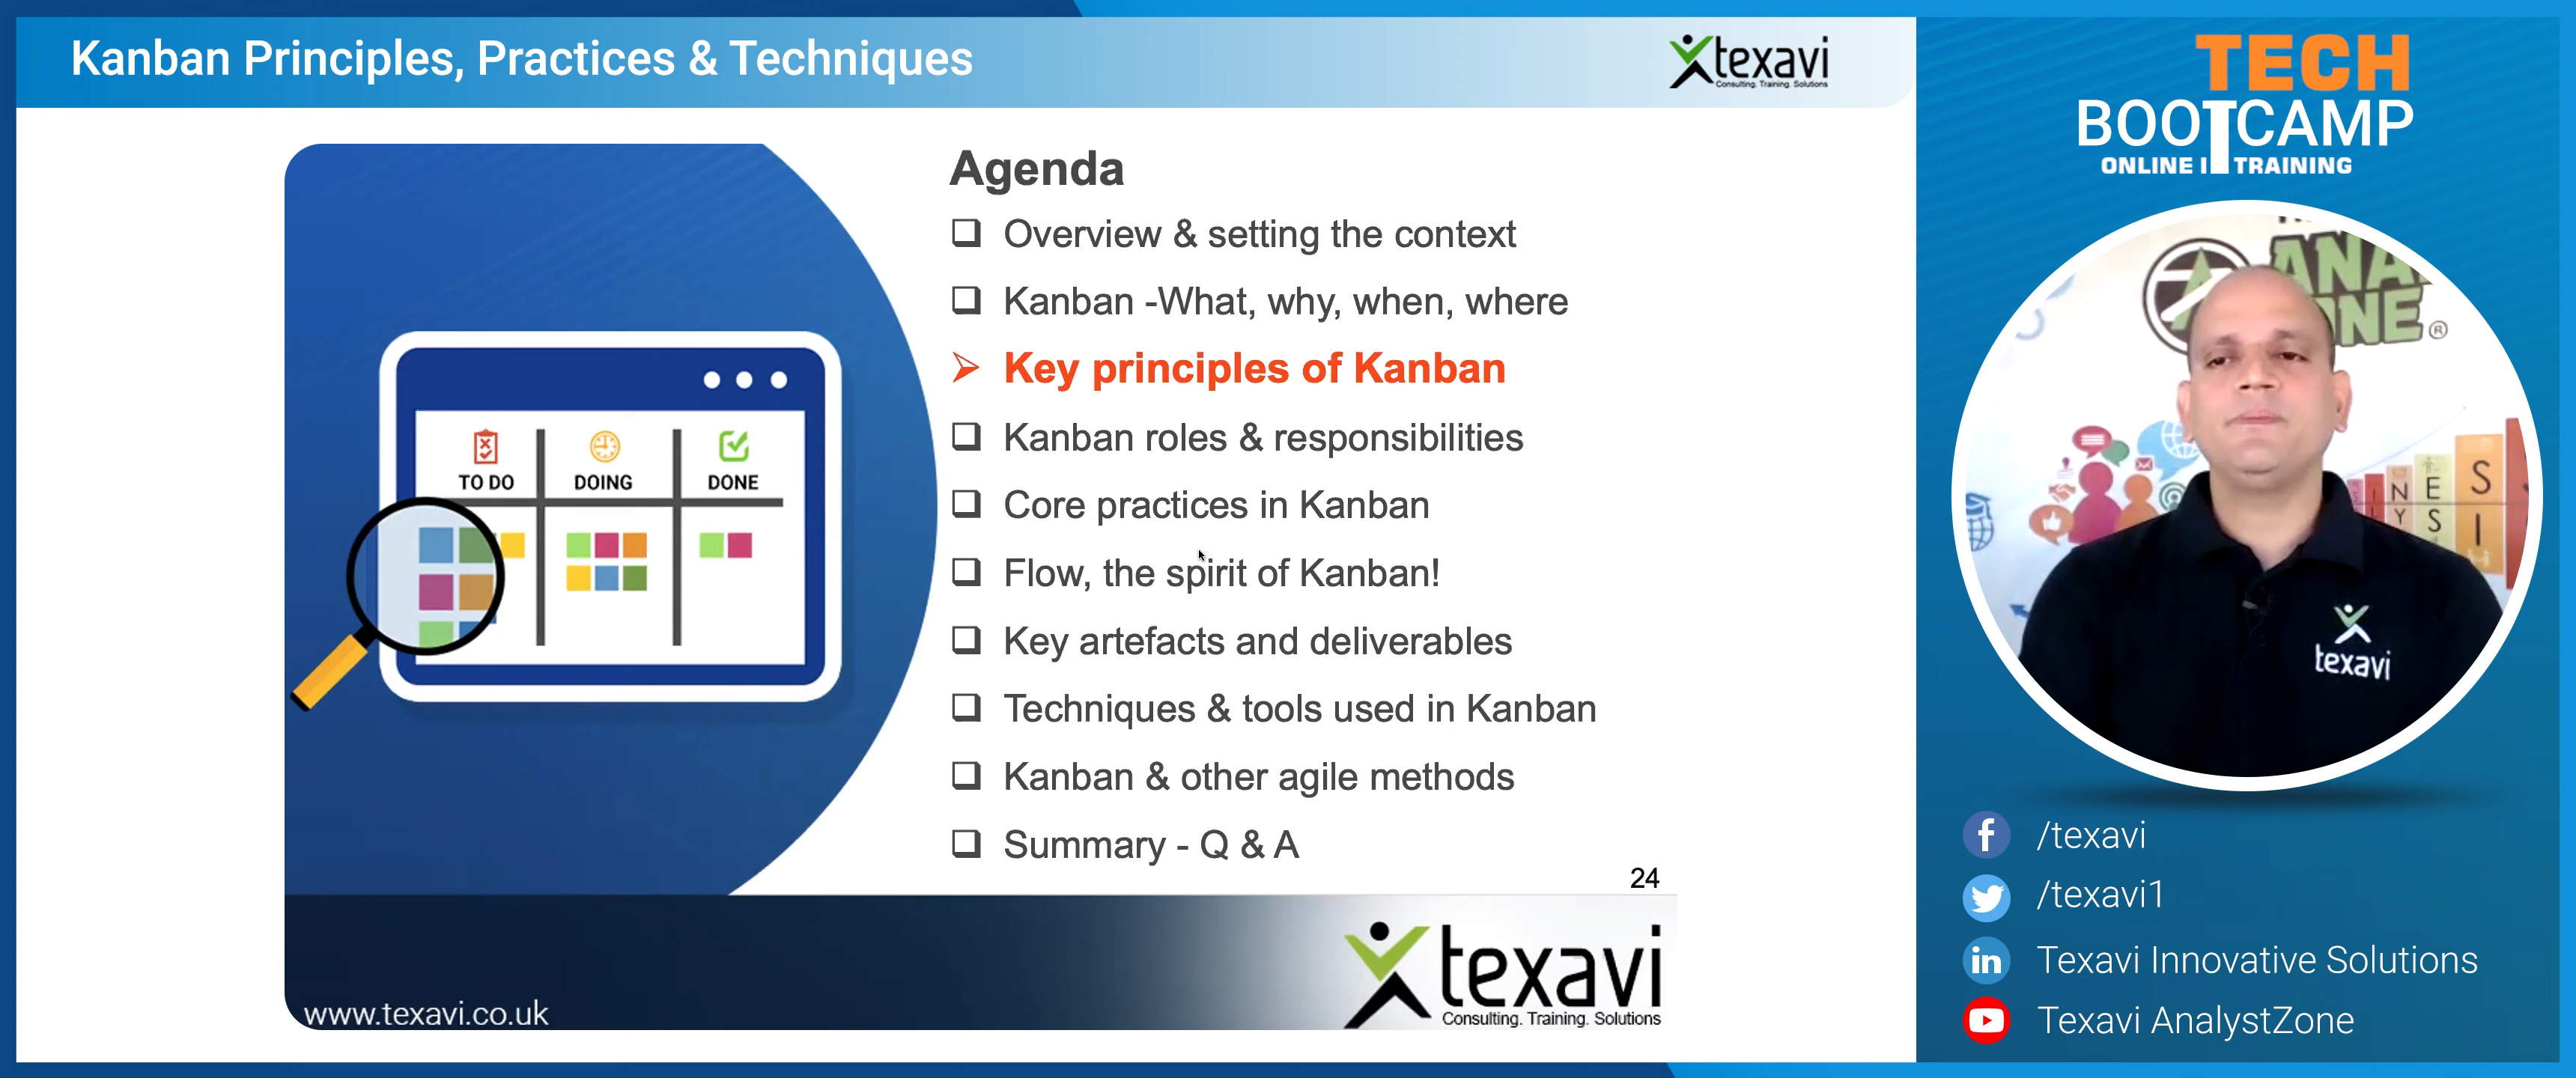 Kanban Principles, Practices & Techniques
texavi
Consulting. Training. Solutions
Agenda
Overview & setting the context
Kanban -What, why, when, where
Key principles of Kanban
Kanban roles & responsibilities
Core practices in Kanban
Flow, the spirit of Kanban!
Key artefacts and deliverables
Techniques & tools used in Kanban
Kanban & other agile methods
Summary - Q & A
24
TO DO
DOING
DONE
www.texavi.co.uk
texavi
Consulting. Training. Solutions
TECH
BOOTCAMP
ONLINE IT TRAINING
NE
®
N E S
Y S I
texavi
/texavi
/texavi1
in
Texavi Innovative Solutions
Texavi AnalystZone